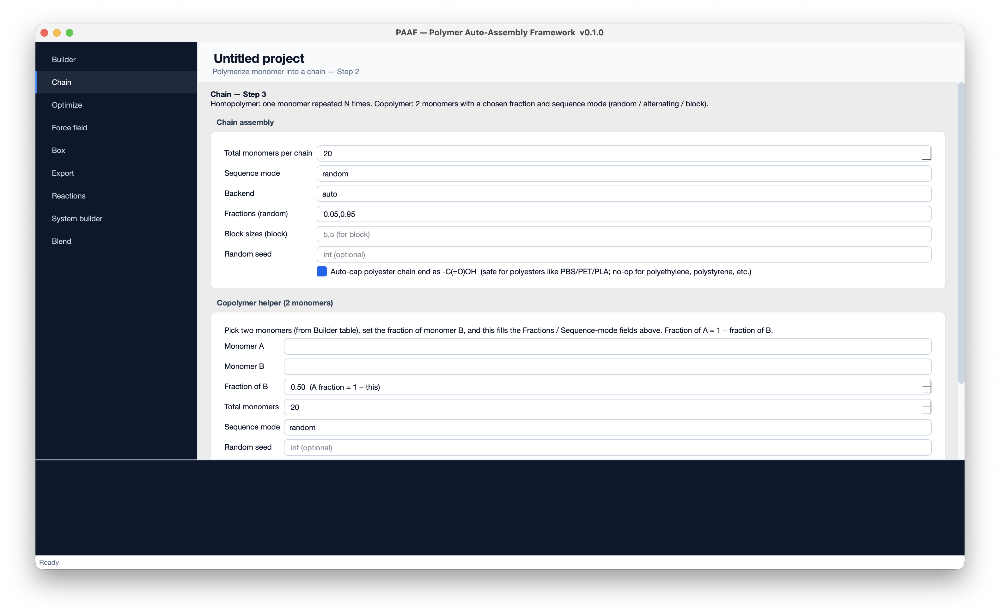 PAAF — Polymer Auto-Assembly Framework v0.1.0
Builder
Chain
Optimize
Force field
Box
Export
Reactions
System builder
Blend
Untitled project
Polymerize monomer into a chain — Step 2
Chain — Step 3
Homopolymer: one monomer repeated N times. Copolymer: 2 monomers with a chosen fraction and sequence mode (random / alternating / block).
Chain assembly
Total monomers per chain 20
Sequence mode random
Backend auto
Fractions (random) 0.05,0.95
Block sizes (block) 5,5 (for block)
Random seed int (optional)
Auto-cap polyester chain end as -C(=O)OH (safe for polyesters like PBS/PET/PLA; no-op for polyethylene, polystyrene, etc.)
Copolymer helper (2 monomers)
Pick two monomers (from Builder table), set the fraction of monomer B, and this fills the Fractions / Sequence-mode fields above. Fraction of A = 1 – fraction of B.
Monomer A
Monomer B
Fraction of B 0.50 (A fraction = 1 – this)
Total monomers 20
Sequence mode random
Random seed int (optional)
Ready